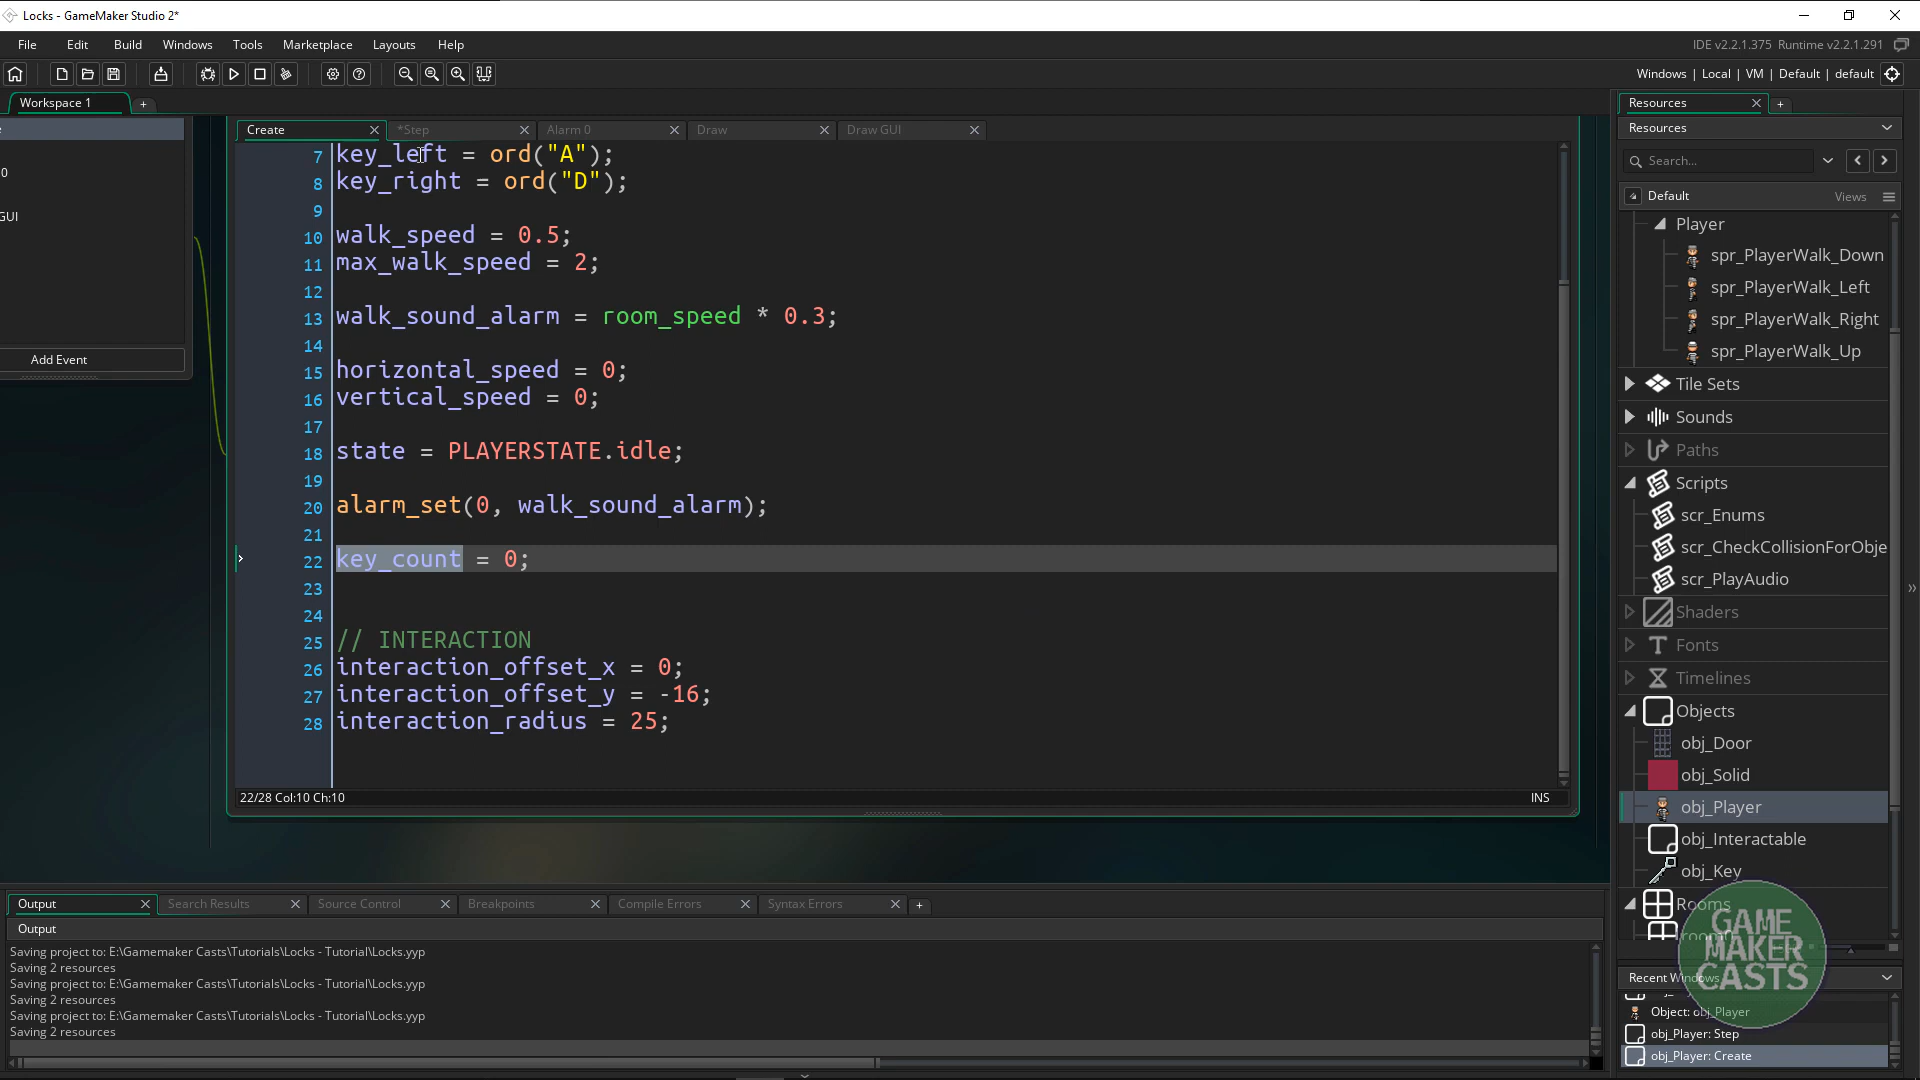 Locks - GameMaker Studio 2*
File Edit Build Windows Tools Marketplace Layouts Help
IDE v2.2.1.375 Runtime v2.2.1.291
Windows | Local | VM | Default | default
Workspace 1
0
GUI
Add Event
Create *Step Alarm 0 Draw Draw GUI
7 key_left = ord("A");
8 key_right = ord("D");
9
10 walk_speed = 0.5;
11 max_walk_speed = 2;
12
13 walk_sound_alarm = room_speed * 0.3;
14
15 horizontal_speed = 0;
16 vertical_speed = 0;
17
18 state = PLAYERSTATE.idle;
19
20 alarm_set(0, walk_sound_alarm);
21
22 key_count = 0;
23
24
25 // INTERACTION
26 interaction_offset_x = 0;
27 interaction_offset_y = -16;
28 interaction_radius = 25;
22/28 Col:10 Ch:10
INS
Output Search Results Source Control Breakpoints Compile Errors Syntax Errors
Output
Saving project to: E:\Gamemaker Casts\Tutorials\Locks - Tutorial\Locks.yyp
Saving 2 resources
Saving project to: E:\Gamemaker Casts\Tutorials\Locks - Tutorial\Locks.yyp
Saving 2 resources
Saving project to: E:\Gamemaker Casts\Tutorials\Locks - Tutorial\Locks.yyp
Saving 2 resources
Resources
Resources
Search...
Default
Views
Player
spr_PlayerWalk_Down
spr_PlayerWalk_Left
spr_PlayerWalk_Right
spr_PlayerWalk_Up
Tile Sets
Sounds
Paths
Scripts
scr_Enums
scr_CheckCollisionForObje
scr_PlayAudio
Shaders
Fonts
Timelines
Objects
obj_Door
obj_Solid
obj_Player
obj_Interactable
obj_Key
Rooms
Recent Windows
Object: obj_Player
obj_Player: Step
obj_Player: Create
GAME
MAKER
CASTS